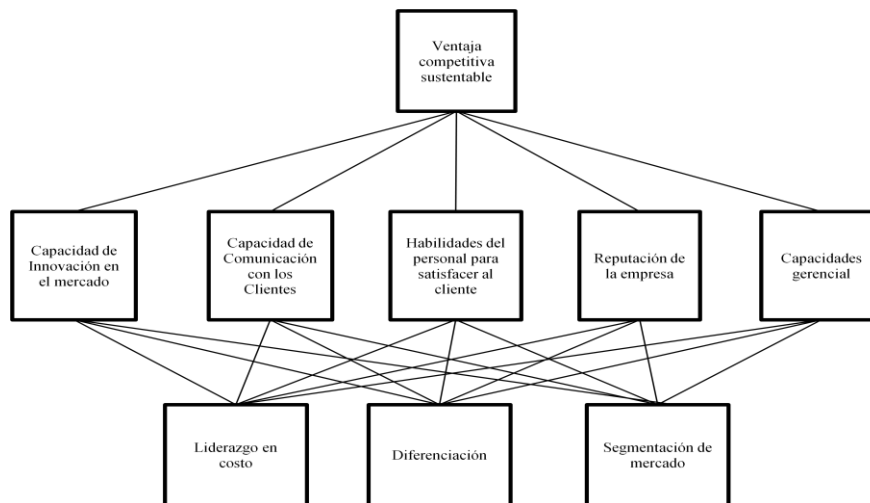 Ventaja
competitiva
sustentable
Capacidad de
Innovación en
el mercado
Capacidad de
Comunicación
con los
Clientes
Habilidades del
personal para
satisfacer al
cliente
Reputación de
la empresa
Capacidades
gerencial
Liderazgo en
costo
Diferenciación
Segmentación de
mercado